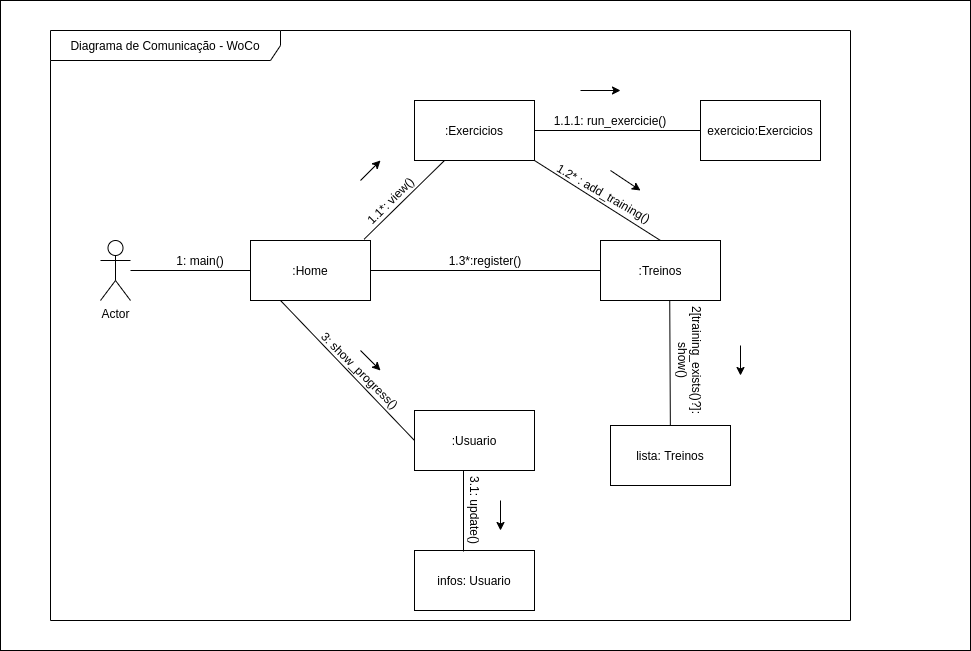 Diagrama de Comunicação - WoCo
:Exercicios
1.1.1: run_exercicie()
exercicio:Exercicios
1.1*: view()
1.2* : add_training()
1: main()
:Home
1.3*:register()
:Treinos
Actor
3: show_progress()
2[training_exists()?]:
show()
:Usuario
lista: Treinos
3.1: update()
infos: Usuario